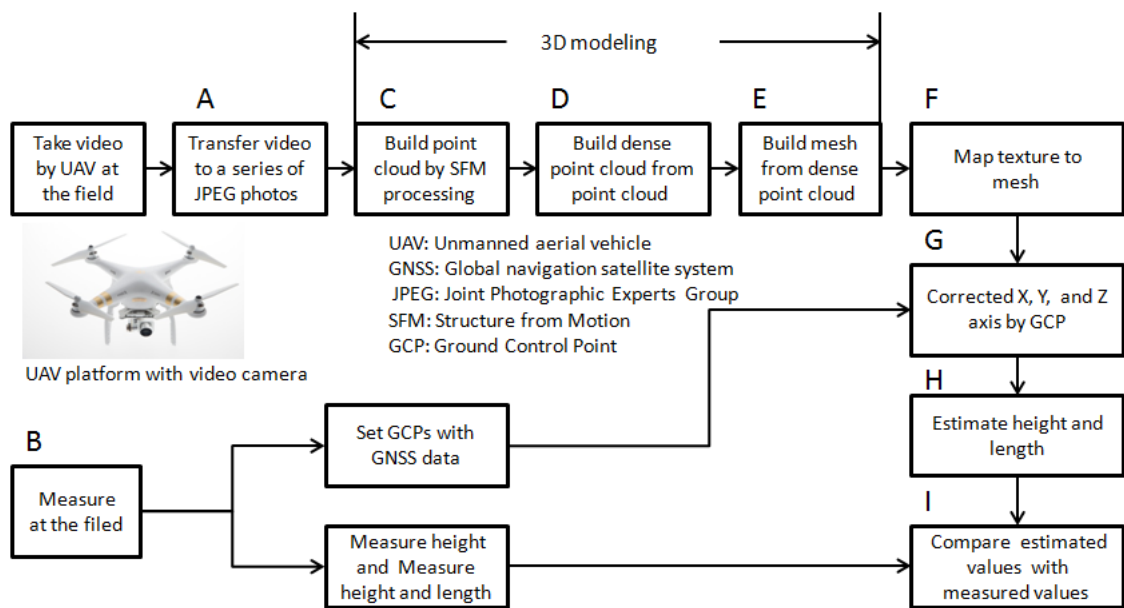 3D modeling
A
C
D
E
F
Take video
by UAV at
the field
Transfer video
to a series of
JPEG photos
Build point
cloud by SFM
processing
Build dense
point cloud from
point cloud
Build mesh
from dense
point cloud
Map texture to
mesh
UAV: Unmanned aerial vehicle
GNSS: Global navigation satellite system
JPEG: Joint Photographic Experts Group
SFM: Structure from Motion
GCP: Ground Control Point
UAV platform with video camera
G
Corrected X, Y, and Z
axis by GCP
H
Estimate height and
length
B
Measure
at the filed
Set GCPs with
GNSS data
Measure height
and Measure
height and length
I
Compare estimated
values with
measured values